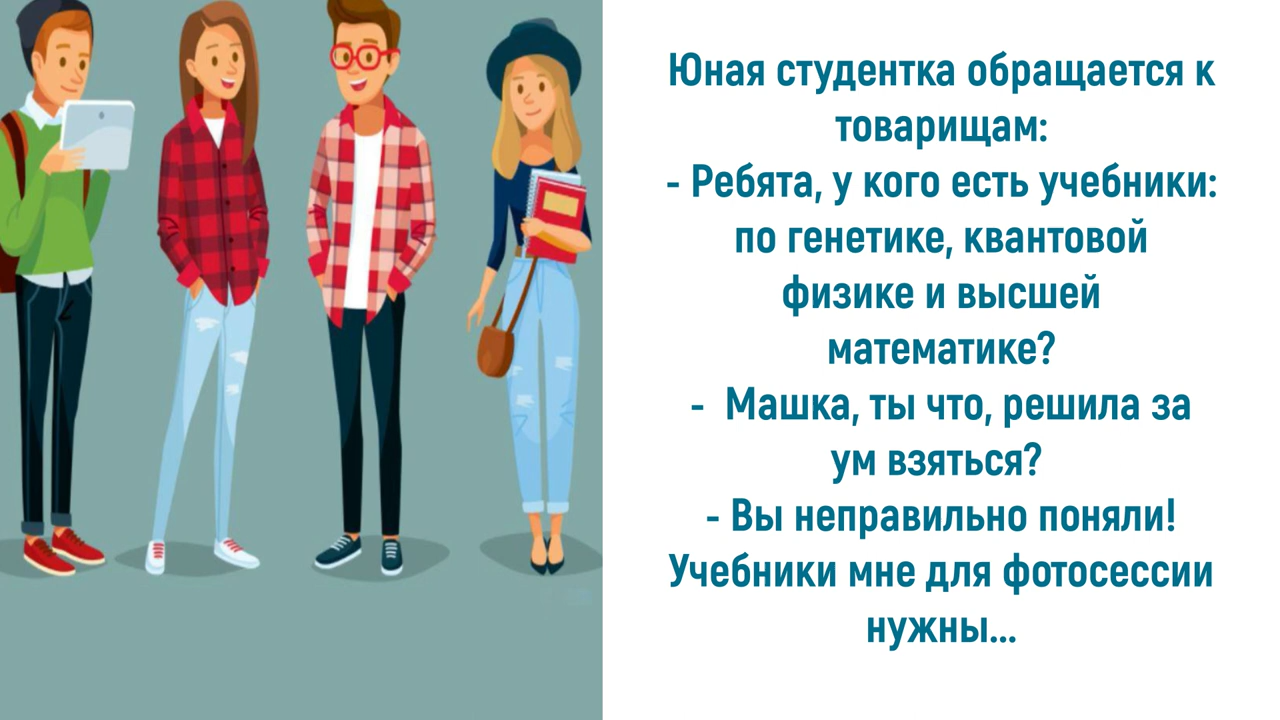 Юная студентка обращается к
товарищам:
- Ребята, у кого есть учебники:
по генетике, квантовой
физике и высшей
математике?
-  Машка, ты что, решила за
ум взяться?
- Вы неправильно поняли!
Учебники мне для фотосессии
нужны...